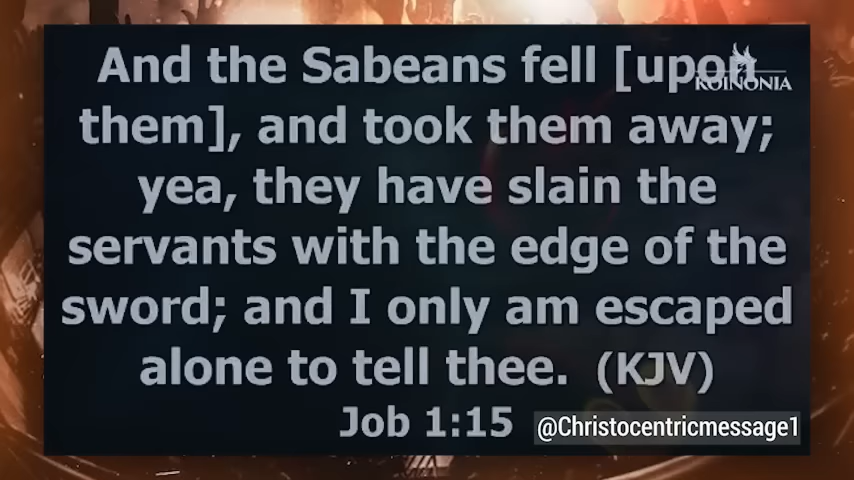 And the Sabeans fell [upon
KOINONIA
them], and took them away;
yea, they have slain the
servants with the edge of the
sword; and I only am escaped
alone to tell thee. (KJV)
Job 1:15
@Christocentricmessage1